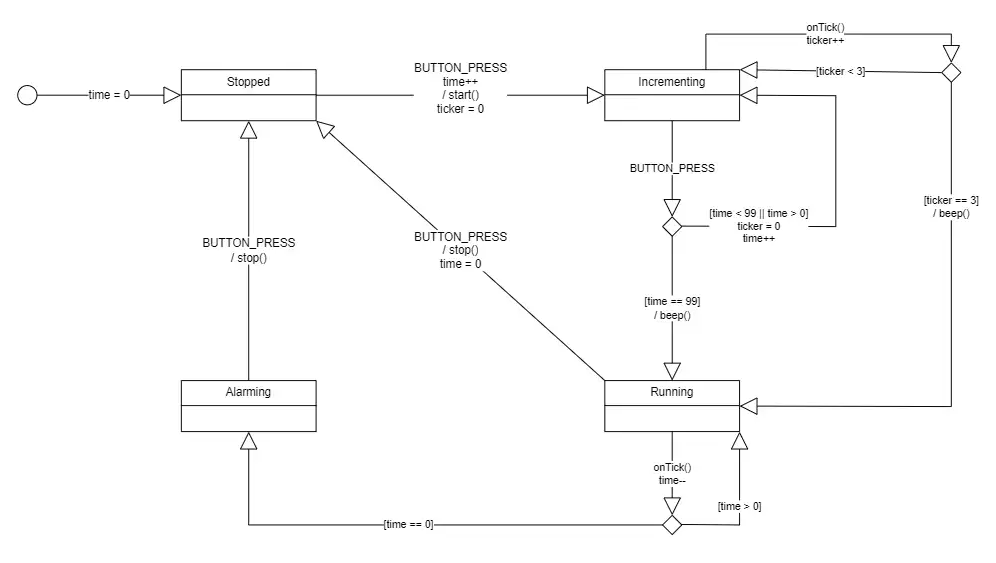 onTick()
ticker++
Stopped
BUTTON_PRESS
time++
/ start()
ticker = 0
Incrementing
[ticker < 3]
time = 0
BUTTON_PRESS
[time < 99 || time > 0]
ticker = 0
time++
[ticker == 3]
/ beep()
BUTTON_PRESS
/ stop()
BUTTON_PRESS
/ stop()
time = 0
[time == 99]
/ beep()
Alarming
Running
onTick()
time--
[time > 0]
[time == 0]